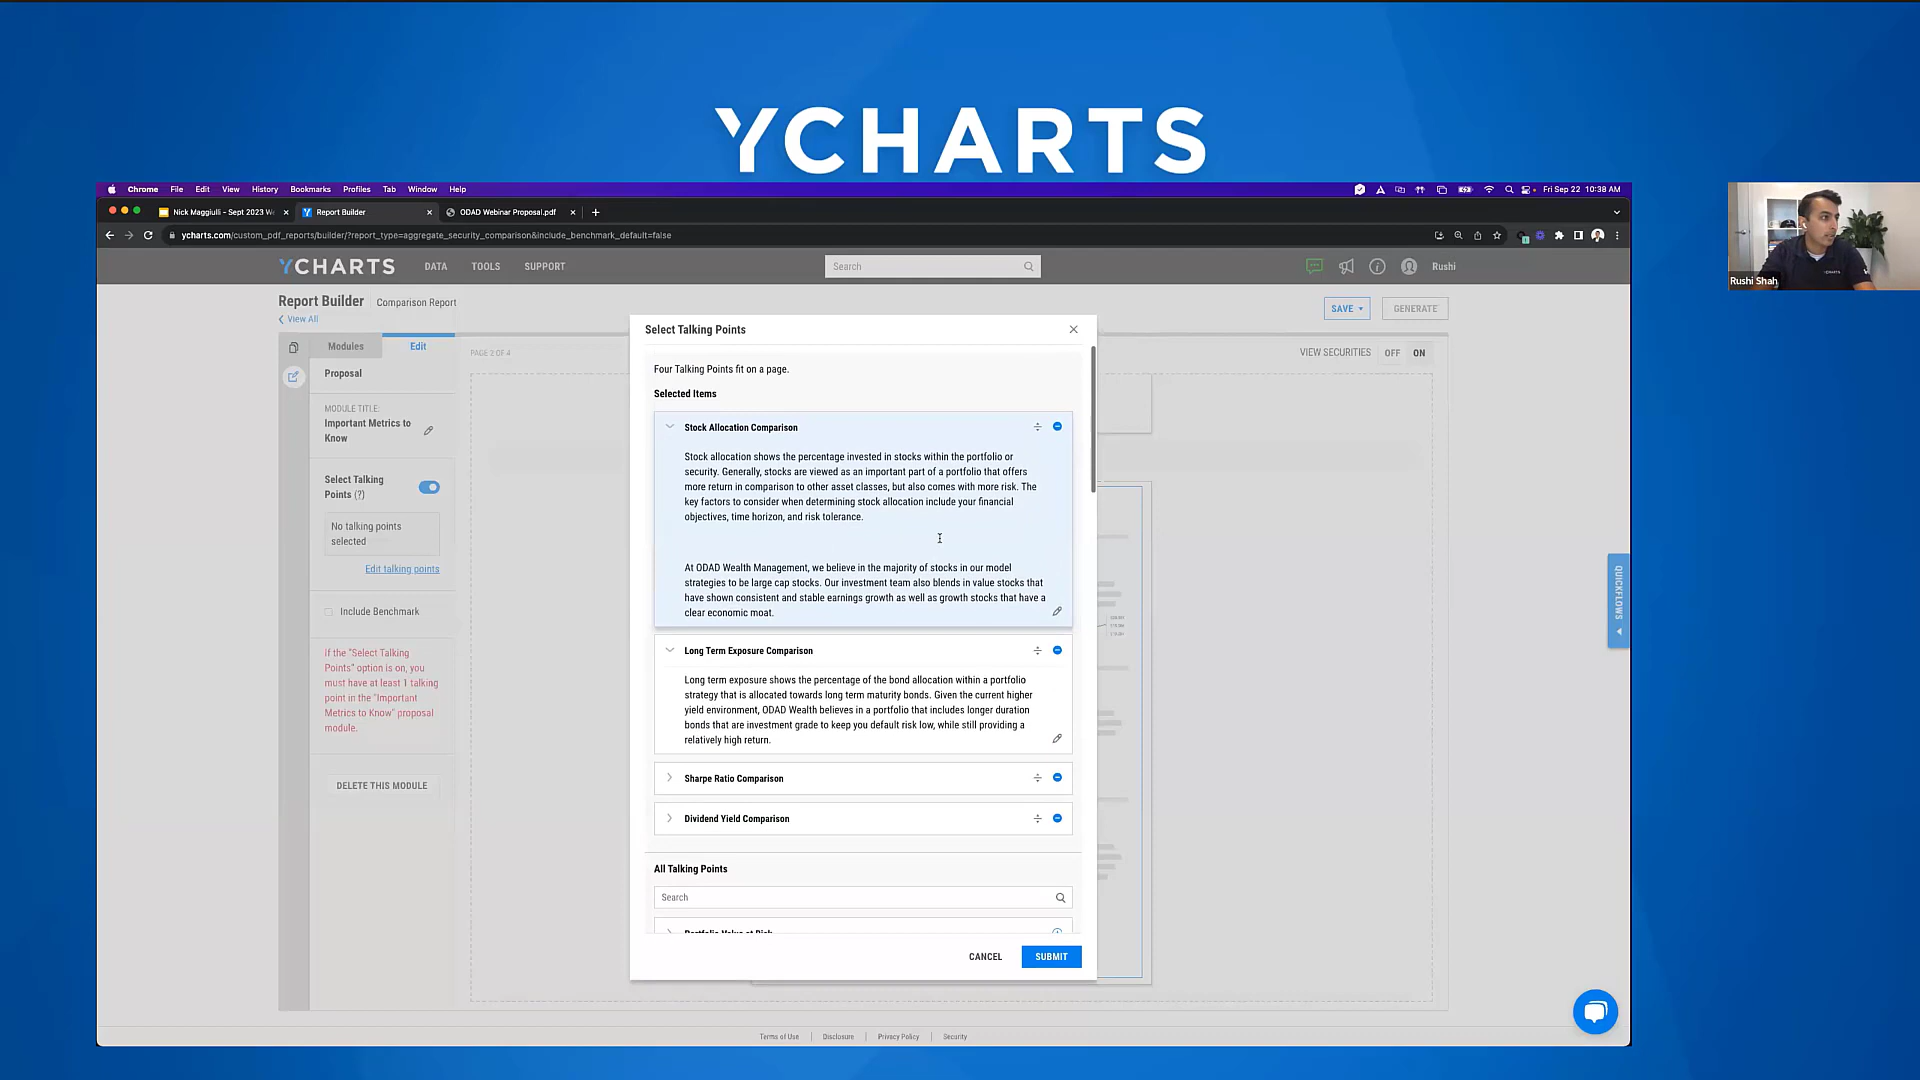 YCHARTS
Chrome File Edit View History Bookmarks Profiles Tab Window Help
Fri Sep 22 10:38 AM
Nick Maggiulli - Sept 2023 W
Report Builder
ODAD Webinar Proposal.pdf
ycharts.com/custom_pdf_reports/builder/?report_type=aggregate_security_comparison&include_benchmark_default=false
YCHARTS DATA TOOLS SUPPORT
Search
Rushi
Rushi Shah
YCHARTS
Report Builder Comparison Report
View All
SAVE GENERATE
Modules Edit
PAGE 2 OF 4
VIEW SECURITIES OFF ON
Proposal
MODULE TITLE:
Important Metrics to
Know
Select Talking
Points (?)
No talking points
selected
Edit talking points
Include Benchmark
If the "Select Talking
Points" option is on, you
must have at least 1 talking
point in the "Important
Metrics to Know" proposal
module.
DELETE THIS MODULE
Select Talking Points
Four Talking Points fit on a page.
Selected Items
Stock Allocation Comparison
Stock allocation shows the percentage invested in stocks within the portfolio or
security. Generally, stocks are viewed as an important part of a portfolio that offers
more return in comparison to other asset classes, but also comes with more risk. The
key factors to consider when determining stock allocation include your financial
objectives, time horizon, and risk tolerance.
At ODAD Wealth Management, we believe in the majority of stocks in our model
strategies to be large cap stocks. Our investment team also blends in value stocks that
have shown consistent and stable earnings growth as well as growth stocks that have a
clear economic moat.
Long Term Exposure Comparison
Long term exposure shows the percentage of the bond allocation within a portfolio
strategy that is allocated towards long term maturity bonds. Given the current higher
yield environment, ODAD Wealth believes in a portfolio that includes longer duration
bonds that are investment grade to keep you default risk low, while still providing a
relatively high return.
Sharpe Ratio Comparison
Dividend Yield Comparison
All Talking Points
Search
Portfolio Value at Risk
CANCEL SUBMIT
QUICKFLOWS
Terms of Use Disclosure Privacy Policy Security